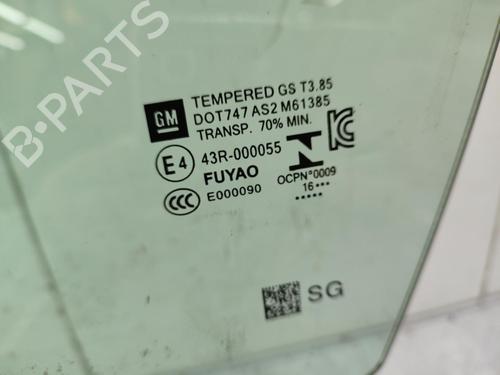 B-PARTS
GM
TEMPERED GS T3.85
DOT747 AS2 M61385
TRANSP. 70% MIN.
E4
43R-000055
FUYAO
CCC
E000090
KC
N
OCPN°0009
16•••
•••••
SG